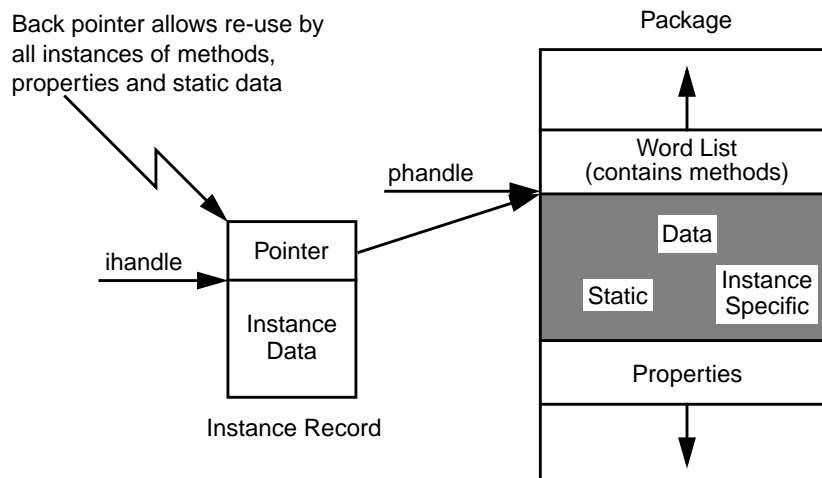 Back pointer allows re-use by
all instances of methods,
properties and static data
Package
Word List
(contains methods)
phandle
Pointer
ihandle
Data
Static
Instance
Specific
Instance
Data
Properties
Instance Record